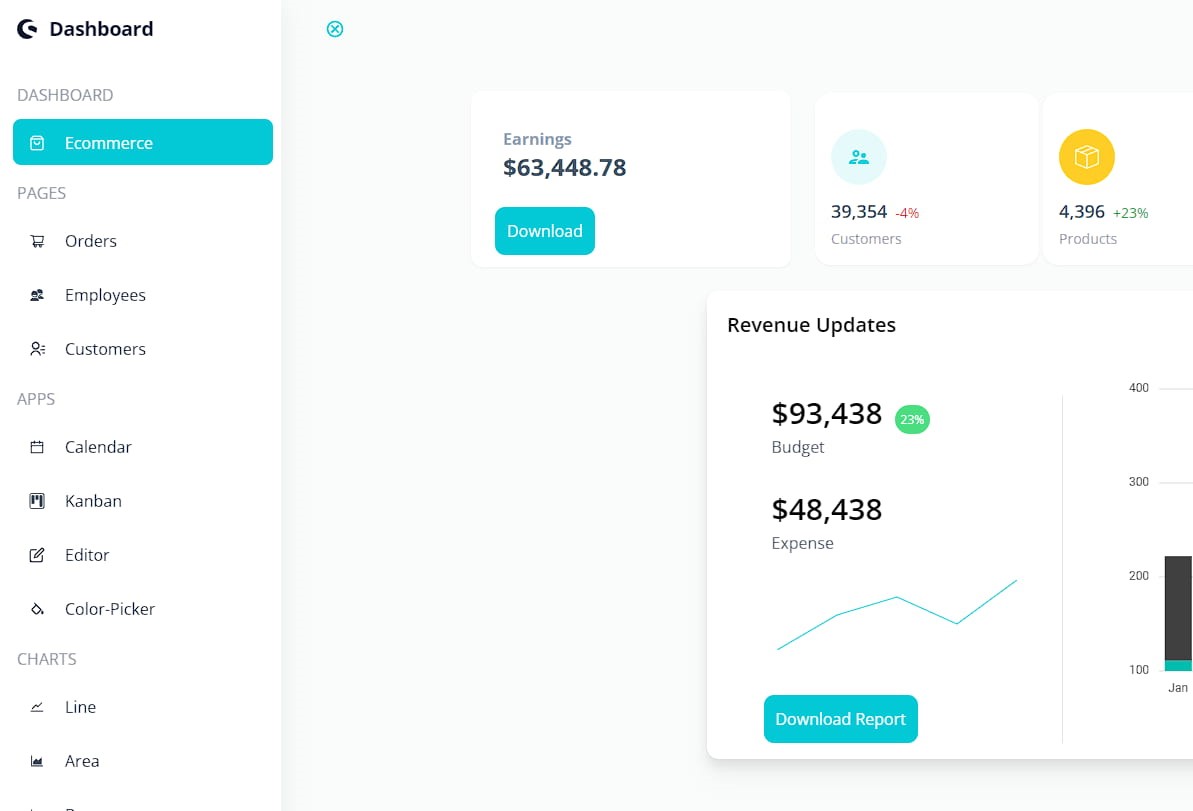 Dashboard
DASHBOARD
Ecommerce
PAGES
Orders
Employees
Customers
APPS
Calendar
Kanban
Editor
Color-Picker
CHARTS
Line
Area
Earnings
$63,448.78
Download
39,354 -4%
Customers
4,396 +23%
Products
Revenue Updates
$93,438 23%
Budget
$48,438
Expense
Download Report
400
300
200
100
Jan